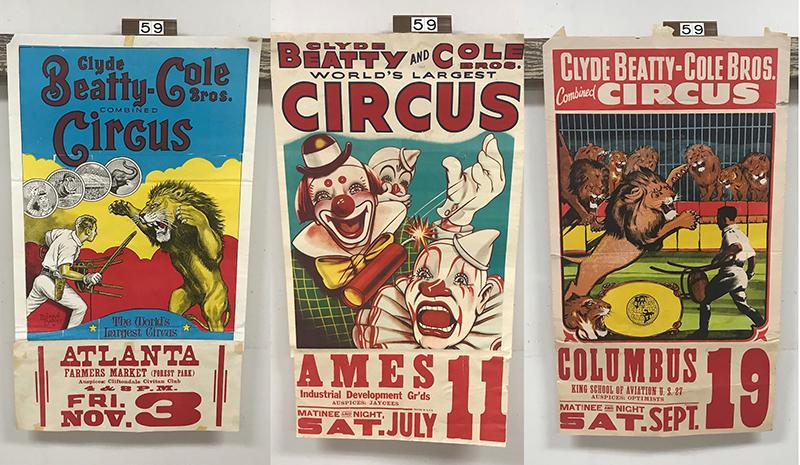 59
Clyde
Beatty-Cole
Bros.
COMBINED
Circus
The World's
Largest Circus
ATLANTA
FARMERS MARKET (FOREST PARK)
Auspices: Cliftondale Civitan Club
4 & 8 P.M.
FRI.
NOV. 3
59
CLYDE
BEATTY AND COLE
BROS.
WORLD'S LARGEST
CIRCUS
AMES
Industrial Development Gr'ds
AUSPICES: JAYCEES
MATINEE AND NIGHT,
SAT. JULY 11
59
CLYDE BEATTY-COLE BROS.
Combined CIRCUS
COLUMBUS
KING SCHOOL OF AVIATION U. S. 27
AUSPICES: OPTIMISTS
MATINEE AND NIGHT,
SAT. SEPT. 19